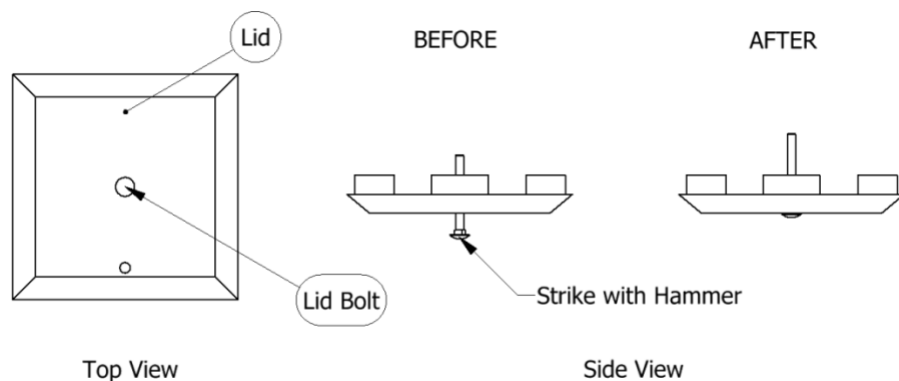 Lid
BEFORE
AFTER
Lid Bolt
Strike with Hammer
Top View
Side View